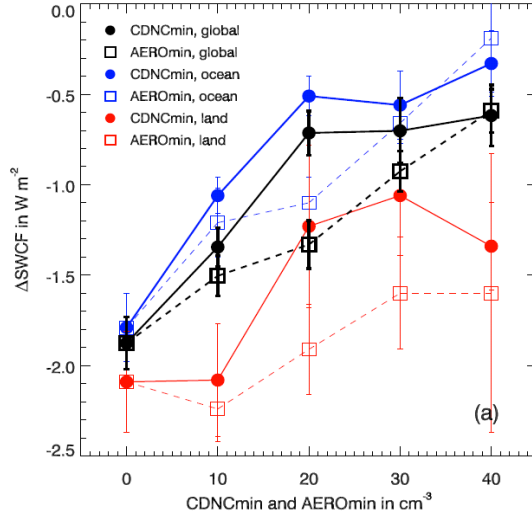 0.0
-0.5
-1.0
-1.5
-2.0
-2.5
ΔSWCF in W m⁻²
CDNCmin, global
AEROmin, global
CDNCmin, ocean
AEROmin, ocean
CDNCmin, land
AEROmin, land
(a)
0 10 20 30 40
CDNCmin and AEROmin in cm⁻³